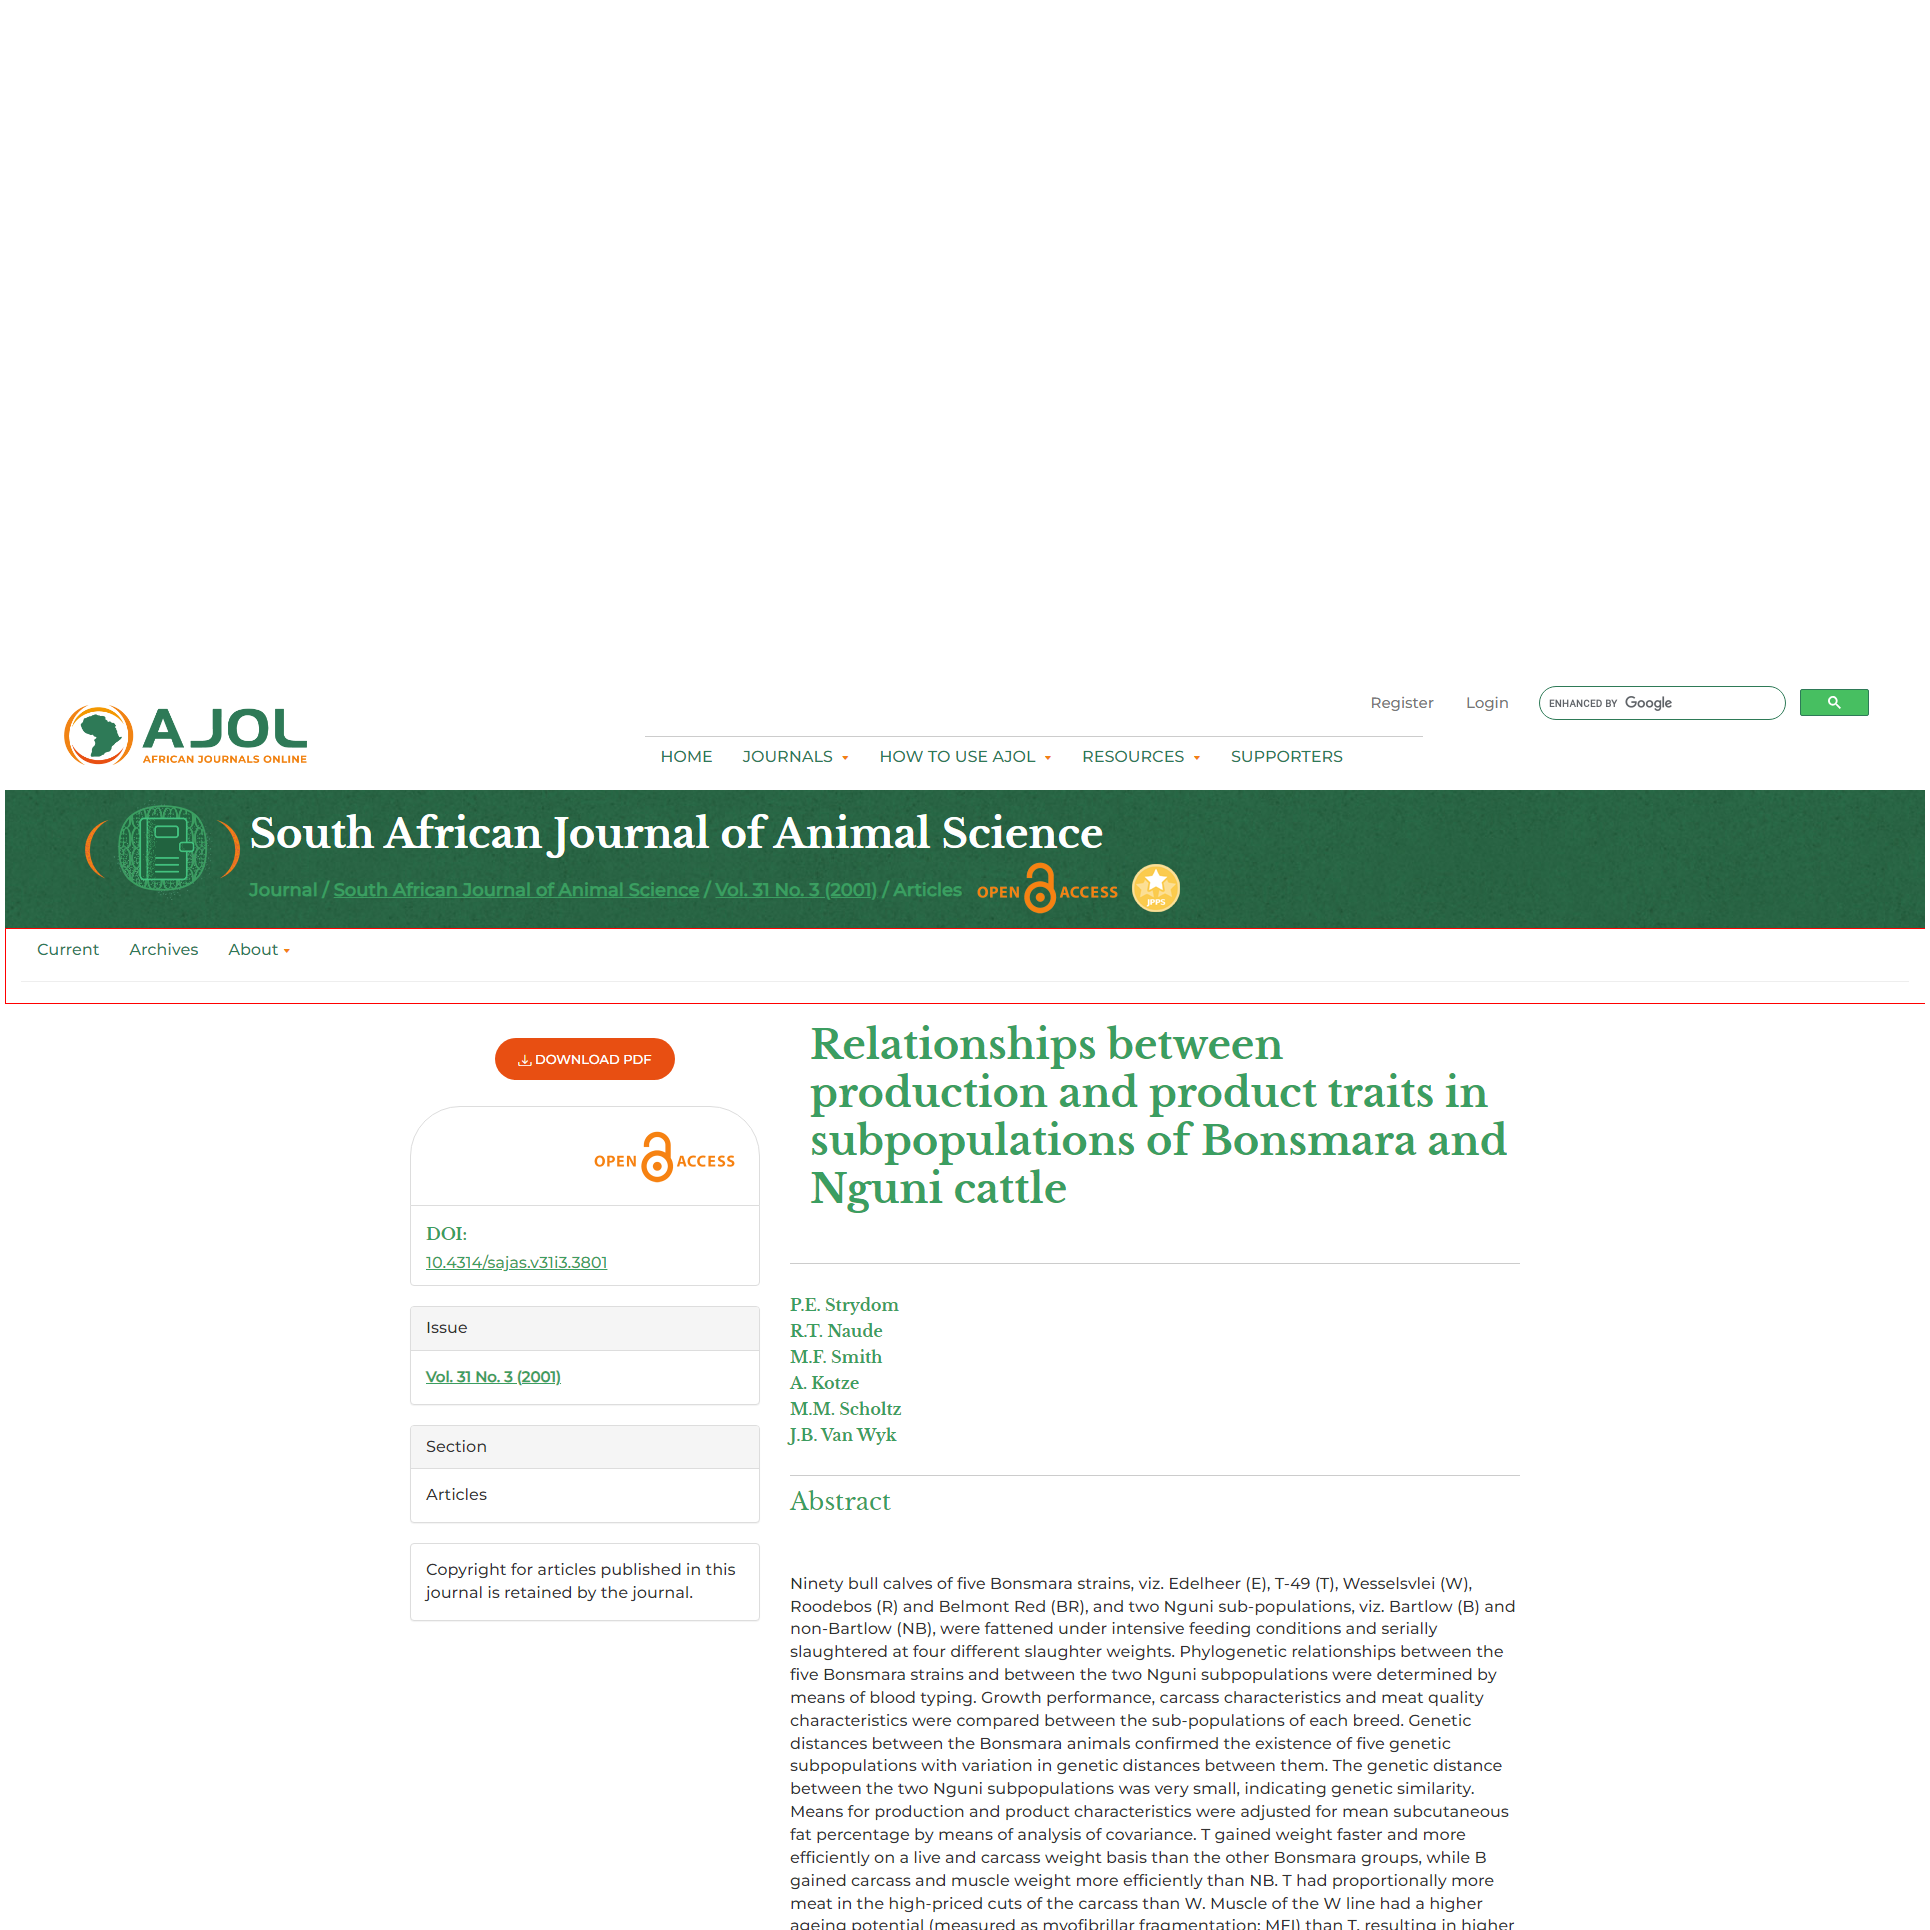 Register Login ENHANCED BY Google
AJOL
AFRICAN JOURNALS ONLINE
HOME JOURNALS HOW TO USE AJOL RESOURCES SUPPORTERS
South African Journal of Animal Science
Journal / South African Journal of Animal Science / Vol. 31 No. 3 (2001) / Articles OPEN ACCESS JPPS
Current Archives About
DOWNLOAD PDF
OPEN ACCESS
DOI:
10.4314/sajas.v31i3.3801
Issue
Vol. 31 No. 3 (2001)
Section
Articles
Copyright for articles published in this
journal is retained by the journal.
Relationships between
production and product traits in
subpopulations of Bonsmara and
Nguni cattle
P.E. Strydom
R.T. Naude
M.F. Smith
A. Kotze
M.M. Scholtz
J.B. Van Wyk
Abstract
Ninety bull calves of five Bonsmara strains, viz. Edelheer (E), T-49 (T), Wesselsvlei (W),
Roodebos (R) and Belmont Red (BR), and two Nguni sub-populations, viz. Bartlow (B) and
non-Bartlow (NB), were fattened under intensive feeding conditions and serially
slaughtered at four different slaughter weights. Phylogenetic relationships between the
five Bonsmara strains and between the two Nguni subpopulations were determined by
means of blood typing. Growth performance, carcass characteristics and meat quality
characteristics were compared between the sub-populations of each breed. Genetic
distances between the Bonsmara animals confirmed the existence of five genetic
subpopulations with variation in genetic distances between them. The genetic distance
between the two Nguni subpopulations was very small, indicating genetic similarity.
Means for production and product characteristics were adjusted for mean subcutaneous
fat percentage by means of analysis of covariance. T gained weight faster and more
efficiently on a live and carcass weight basis than the other Bonsmara groups, while B
gained carcass and muscle weight more efficiently than NB. T had proportionally more
meat in the high-priced cuts of the carcass than W. Muscle of the W line had a higher
ageing potential (measured as myofibrillar fragmentation; MFI) than T, resulting in higher